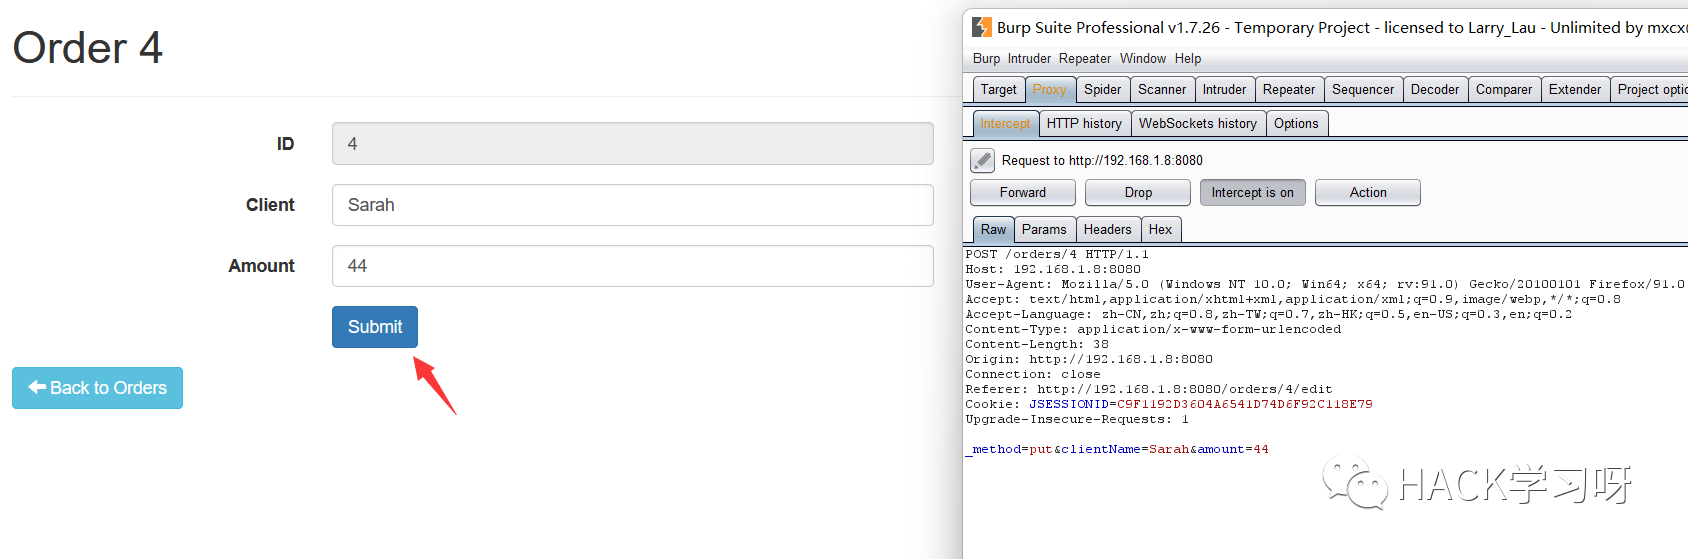 Order 4
ID
4
Client
Sarah
Amount
44
Submit
Back to Orders
Burp Suite Professional v1.7.26 - Temporary Project - licensed to Larry_Lau - Unlimited by mxcx
Burp Intruder Repeater Window Help
Target Proxy Spider Scanner Intruder Repeater Sequencer Decoder Comparer Extender Project optio
Intercept HTTP history WebSockets history Options
Request to http://192.168.1.8:8080
Forward Drop Intercept is on Action
Raw Params Headers Hex
POST /orders/4 HTTP/1.1
Host: 192.168.1.8:8080
User-Agent: Mozilla/5.0 (Windows NT 10.0; Win64; x64; rv:91.0) Gecko/20100101 Firefox/91.0
Accept: text/html,application/xhtml+xml,application/xml;q=0.9,image/webp,*/*;q=0.8
Accept-Language: zh-CN,zh;q=0.8,zh-TW;q=0.7,zh-HK;q=0.5,en-US;q=0.3,en;q=0.2
Content-Type: application/x-www-form-urlencoded
Content-Length: 38
Origin: http://192.168.1.8:8080
Connection: close
Referer: http://192.168.1.8:8080/orders/4/edit
Cookie: JSESSIONID=C9F1192D3604A6541D74D6F92C118E79
Upgrade-Insecure-Requests: 1
_method=put&clientName=Sarah&amount=44
HACK学习呀